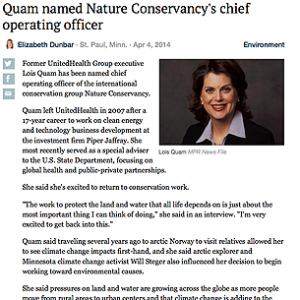 Quam named Nature Conservancy's chief
operating officer
Elizabeth Dunbar · St. Paul, Minn. · Apr 4, 2014
Environment
Former UnitedHealth Group executive
Lois Quam has been named chief
operating officer of the international
conservation group Nature Conservancy.
Quam left UnitedHealth in 2007 after a
17-year career to work on clean energy
and technology business development at
the investment firm Piper Jaffray. She
most recently served as a special adviser
to the U.S. State Department, focusing on
global health and public-private partnerships.
Lois Quam MPR News File
She said she's excited to return to conservation work.
"The work to protect the land and water that all life depends on is just about the
most important thing I can think of doing," she said in an interview. "I'm very
excited to get back into this."
Quam said traveling several years ago to arctic Norway to visit relatives allowed her
to see climate change impacts first-hand, and she said arctic explorer and
Minnesota climate change activist Will Steger also influenced her decision to begin
working toward environmental causes.
She said pressures on land and water are growing across the globe as more people
move from rural areas to urban centers and that climate change is adding to the